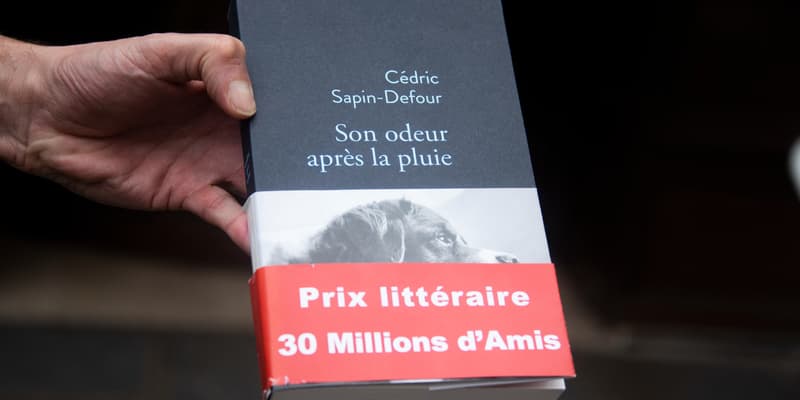 Cédric
Sapin-Defour
Son odeur
après la pluie
Prix littéraire
30 Millions d'Amis